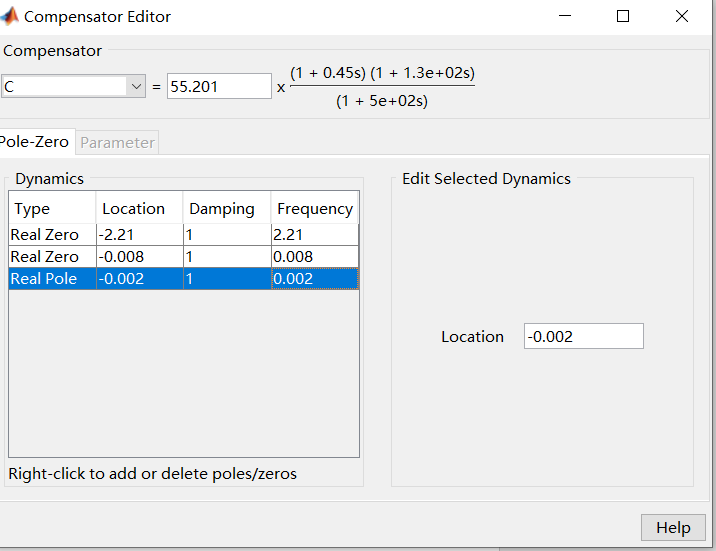 Compensator Editor
Compensator
C = 55.201 x (1 + 0.45s) (1 + 1.3e+02s)
(1 + 5e+02s)
Pole-Zero Parameter
Dynamics
Type Location Damping Frequency
Real Zero -2.21 1 2.21
Real Zero -0.008 1 0.008
Real Pole -0.002 1 0.002
Right-click to add or delete poles/zeros
Edit Selected Dynamics
Location -0.002
Help